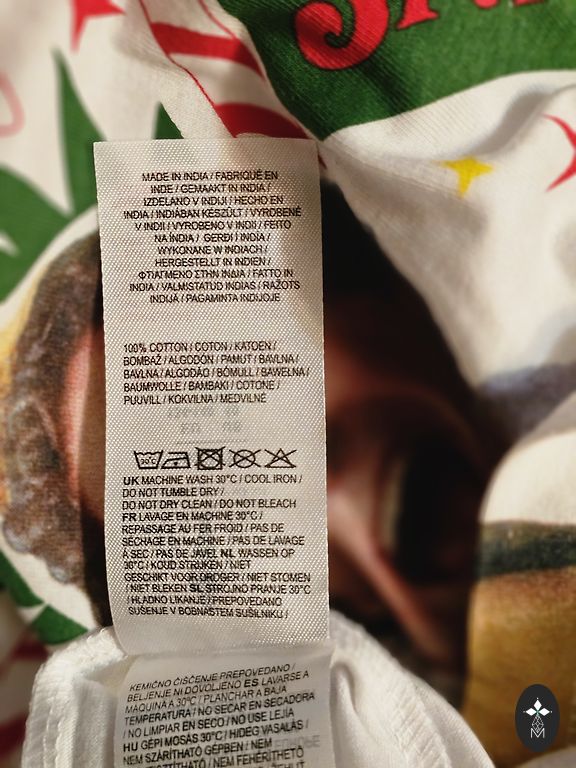 MADE IN INDIA / FABRIQUÉ EN
INDE / GEMAAKT IN INDIA /
IZDELANO V INDIJI / HECHO EN
INDIA / INDIÁBAN KÉSZÜLT / VYROBENÉ
V INDII / VYROBENO V INDII / FEITO
NA ÍNDIA / GERÐI Í INDIA /
WYKONANE W INDIACH /
HERGESTELLT IN INDIEN /
ΦΤΙΑΓΜΕΝΟ ΣΤΗΝ ΙΝΔΙΑ / FATTO IN
INDIA / VALMISTATUD INDIAS / RAŽOTS
INDIJĀ / PAGAMINTA INDIJOJE
100% COTTON / COTON / KATOEN /
BOMBAŽ / ALGODÓN / PAMUT / BAVLNA /
BAVLNA / ALGODÃO / BÓMULL / BAWEŁNA /
BAUMWOLLE / BAMBAKI / COTONE /
PUUVILL / KOKVILNA / MEDVILNĖ
30°C
UK MACHINE WASH 30°C / COOL IRON /
DO NOT TUMBLE DRY /
DO NOT DRY CLEAN / DO NOT BLEACH
FR LAVAGE EN MACHINE 30°C /
REPASSAGE AU FER FROID / PAS DE
SÉCHAGE EN MACHINE / PAS DE LAVAGE
À SEC / PAS DE JAVEL NL WASSEN OP
30°C / KOUD STRIJKEN / NIET
GESCHIKT VOOR DROGER / NIET STOMEN
/ NIET BLEKEN SL STROJNO PRANJE 30°C
/ HLADNO LIKANJE / PREPOVEDANO
SUŠENJE V BOBNASTEM SUŠILNIKU /
KEMIČNO ČIŠČENJE PREPOVEDANO /
BELJENJE NI DOVOLJENO ES LAVARSE A
MÁQUINA A 30°C / PLANCHAR A BAJA
TEMPERATURA / NO SECAR EN SECADORA
/ NO LIMPIAR EN SECO / NO USE LEJIA
HU GÉPI MOSÁS 30°C / HIDEG VASALÁS /
NEM SZÁRÍTHATÓ GÉPBEN / NEM
TISZTÍTHATÓ / NEM FEHÉRÍTHETŐ